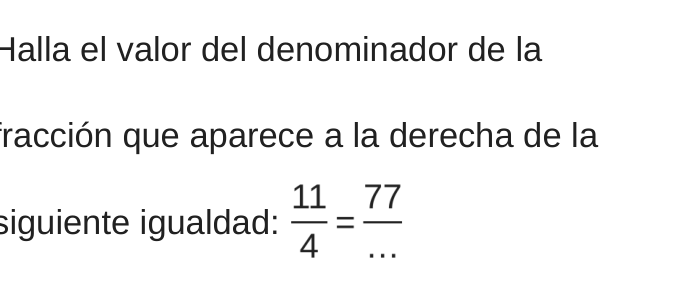 Halla el valor del denominador de la
fracción que aparece a la derecha de la
siguiente igualdad: 11/4 = 77/...